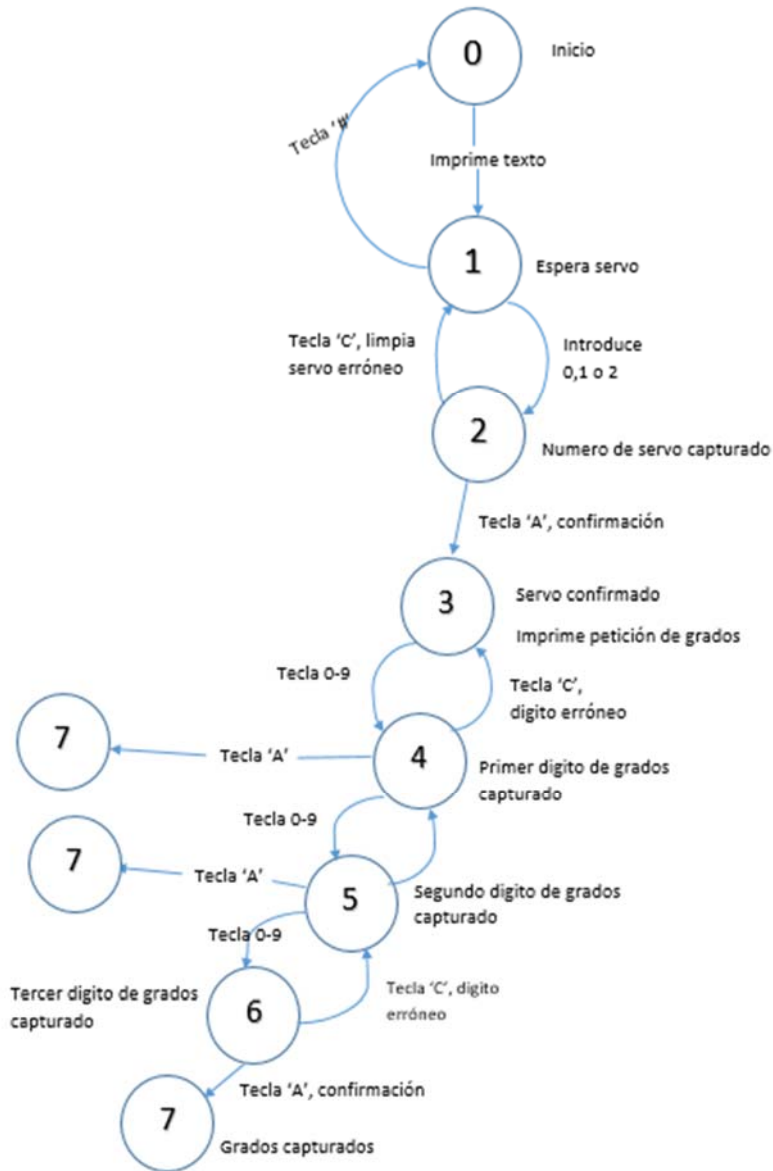 0
Inicio
Tecla '#'
Imprime texto
1
Espera servo
Tecla 'C', limpia
servo erróneo
Introduce
0,1 o 2
2
Numero de servo capturado
Tecla 'A', confirmación
3
Servo confirmado
Imprime petición de grados
Tecla 0-9
Tecla 'C',
digito erróneo
7
Tecla 'A'
4
Primer digito de grados
capturado
Tecla 0-9
7
Tecla 'A'
5
Segundo digito de grados
capturado
Tecla 0-9
Tercer digito de grados
capturado
6
Tecla 'C', digito
erróneo
Tecla 'A', confirmación
7
Grados capturados